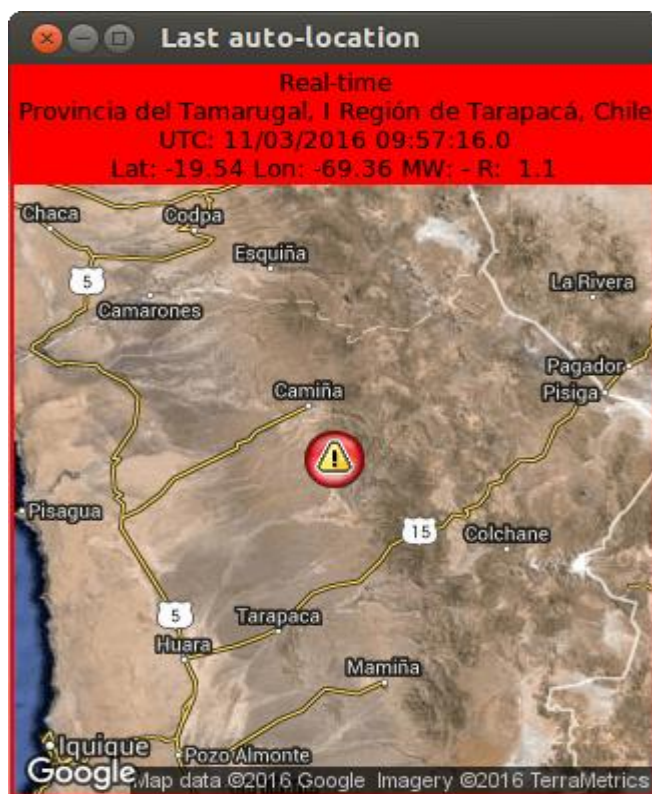 Last auto-location
Real-time
Provincia del Tamarugal, I Región de Tarapacá, Chile
UTC: 11/03/2016 09:57:16.0
Lat: -19.54 Lon: -69.36 MW: - R: 1.1
Chaca
Codpa
Esquiña
5
La Rivera
Camarones
Pagador
Camiña
Pisiga
Pisagua
15
Colchane
5
Tarapaca
Huara
Mamiña
Iquique
Pozo Almonte
Google
Map data ©2016 Google Imagery ©2016 TerraMetrics